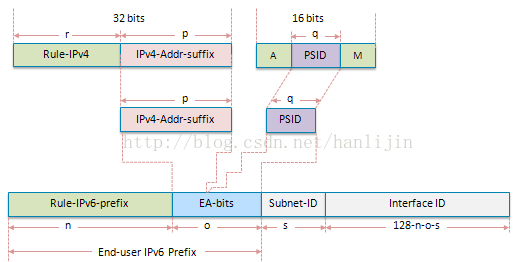 32 bits 16 bits
r p q
Rule-IPv4 IPv4-Addr-suffix A PSID M
p q
IPv4-Addr-suffix PSID
http://blog.csdn.net/hanlijin
Rule-IPv6-prefix EA-bits Subnet-ID Interface ID
n o s 128-n-o-s
End-user IPv6 Prefix